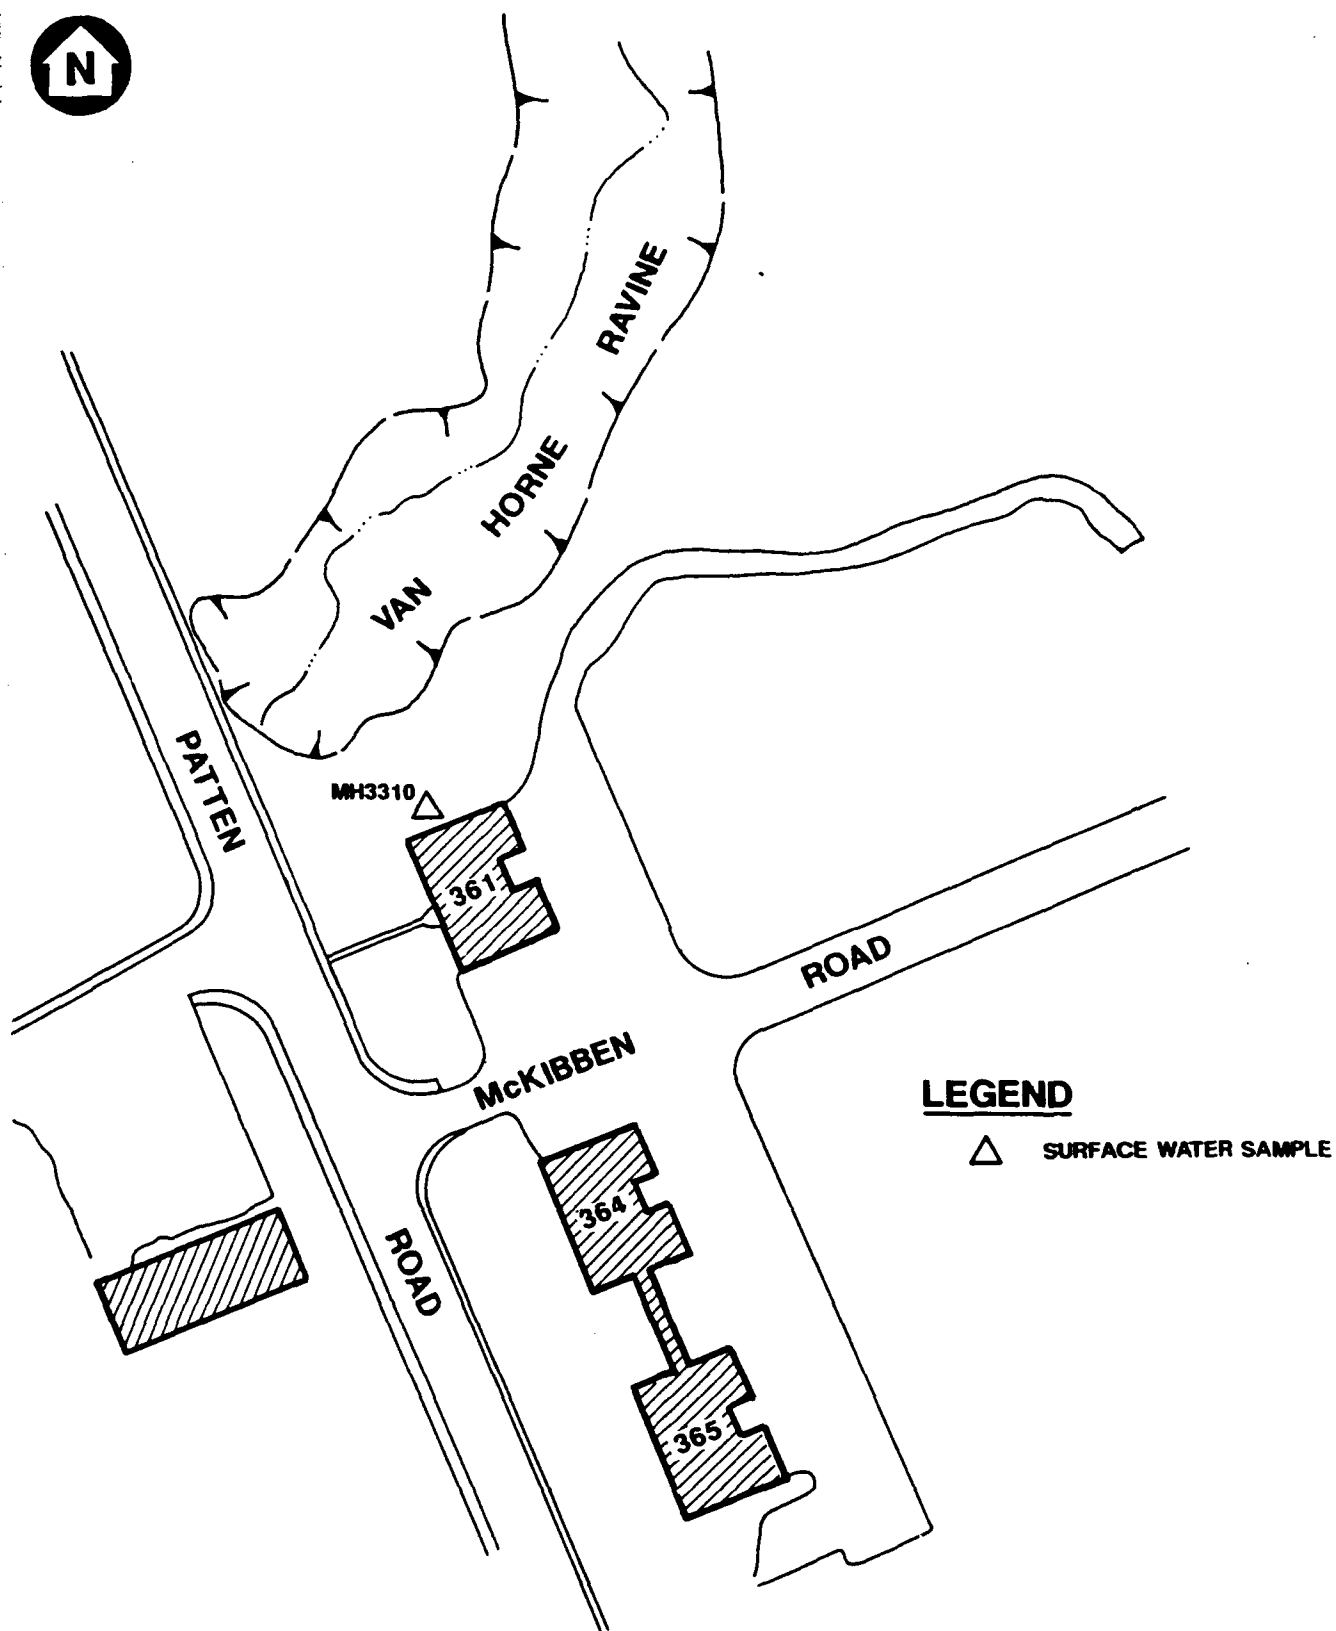 N
VAN HORNE RAVINE
PATTEN ROAD
MH3310
361
McKIBBEN ROAD
LEGEND
SURFACE WATER SAMPLE
364
365